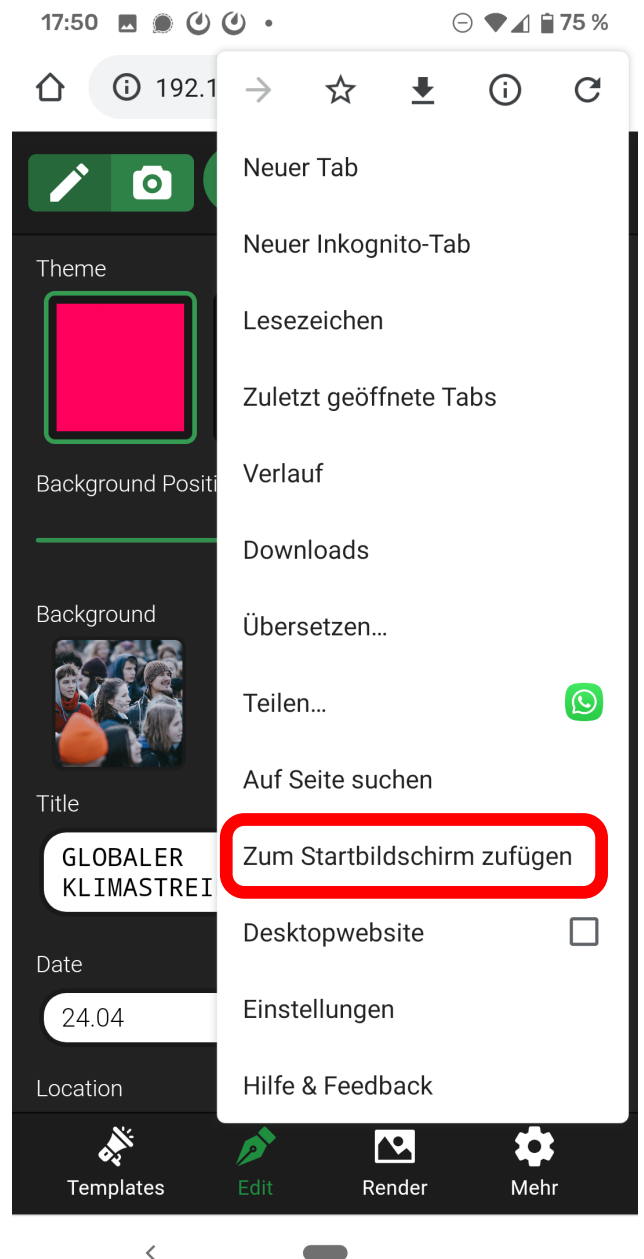 17:50
75 %
192.1
Neuer Tab
Neuer Inkognito-Tab
Lesezeichen
Zuletzt geöffnete Tabs
Verlauf
Downloads
Übersetzen...
Teilen...
Auf Seite suchen
Zum Startbildschirm zufügen
Desktopwebsite
Einstellungen
Hilfe & Feedback
Theme
Background Positi
Background
Title
GLOBALER
KLIMASTREI
Date
24.04
Location
Templates
Edit
Render
Mehr